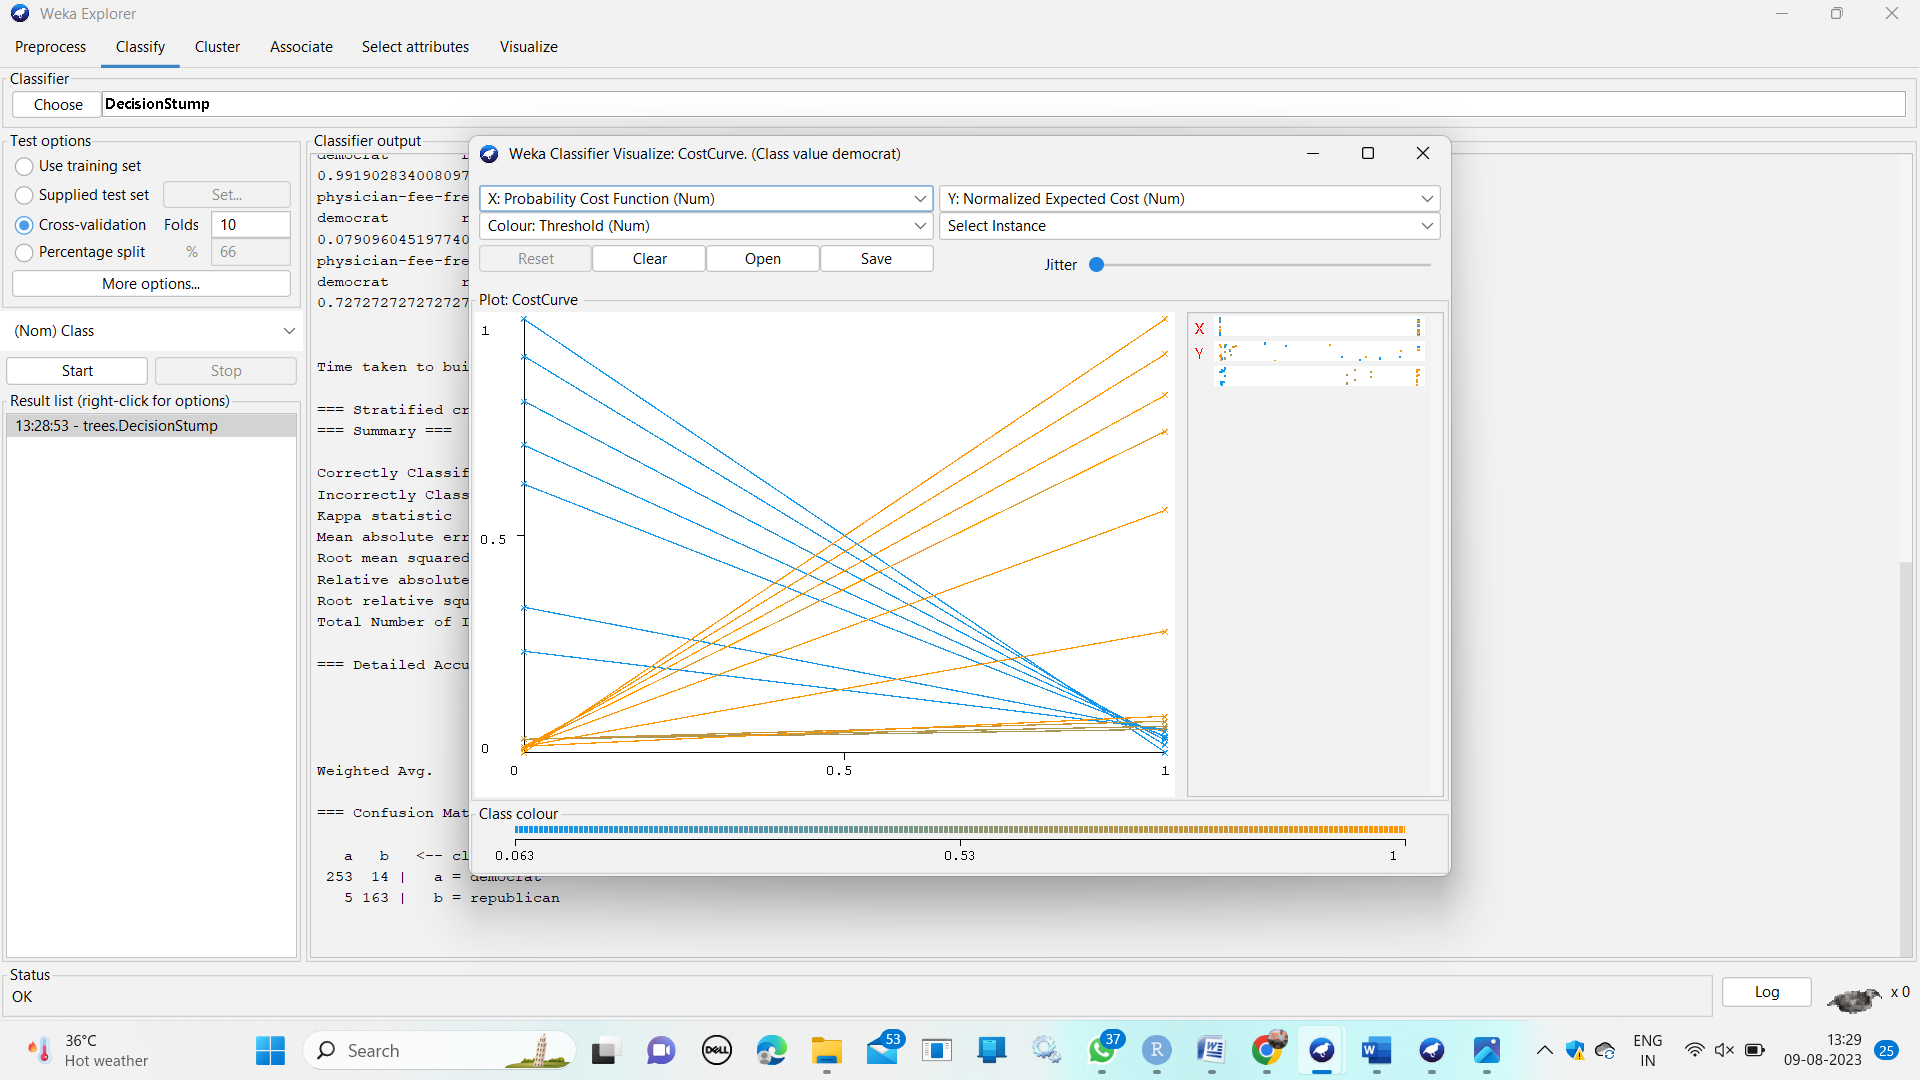 Weka Explorer
Preprocess Classify Cluster Associate Select attributes Visualize
Classifier
Choose DecisionStump
Test options
Use training set
Supplied test set Set...
Cross-validation Folds 10
Percentage split % 66
More options...
(Nom) Class
Start Stop
Result list (right-click for options)
13:28:53 - trees.DecisionStump
Classifier output
democrat r
0.991902834008097
physician-fee-fre
democrat r
0.079096045197740
physician-fee-fre
democrat r
0.727272727272727
Time taken to bui
=== Stratified cr
=== Summary ===
Correctly Classif
Incorrectly Class
Kappa statistic
Mean absolute err
Root mean squared
Relative absolute
Root relative squ
Total Number of I
=== Detailed Accu
Weighted Avg.
=== Confusion Mat
a b <-- cl
253 14 | a = democrat
5 163 | b = republican
Weka Classifier Visualize: CostCurve. (Class value democrat)
X: Probability Cost Function (Num) Y: Normalized Expected Cost (Num)
Colour: Threshold (Num) Select Instance
Reset Clear Open Save Jitter
Plot: CostCurve
1
0.5
0
0 0.5 1
X
Y
Class colour
0.063 0.53 1
Status
OK
Log x 0
36°C
Hot weather
Search
DELL
53
37
R
W
ENG
IN
13:29
09-08-2023
25